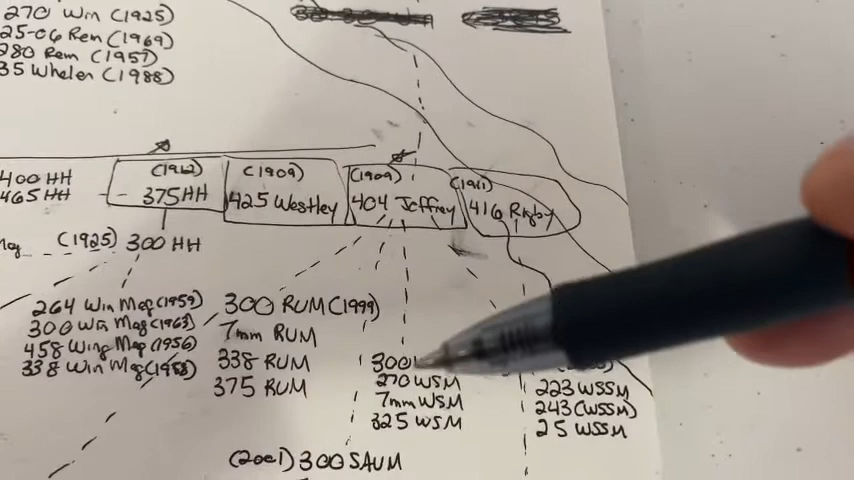 270 Win (1925)
25-06 Rem (1969)
280 Rem (1957)
35 Whelen (1988)
400 HH
465 HH
(1912)
375HH
(1909)
425 Westley
(1909)
404 Jeffrey
(1911)
416 Rigby
(1925) 300 HH
264 Win Mag (1959)
300 Win Mag (1963)
458 Wing Mag (1956)
338 Win Mag (1958)
300 RUM (1999)
7mm RUM
338 RUM
375 RUM
300
270 WSM
7mm WSM
325 WSM
223 WSSM
243 (WSSM)
25 WSSM
(2001) 300 SAUM